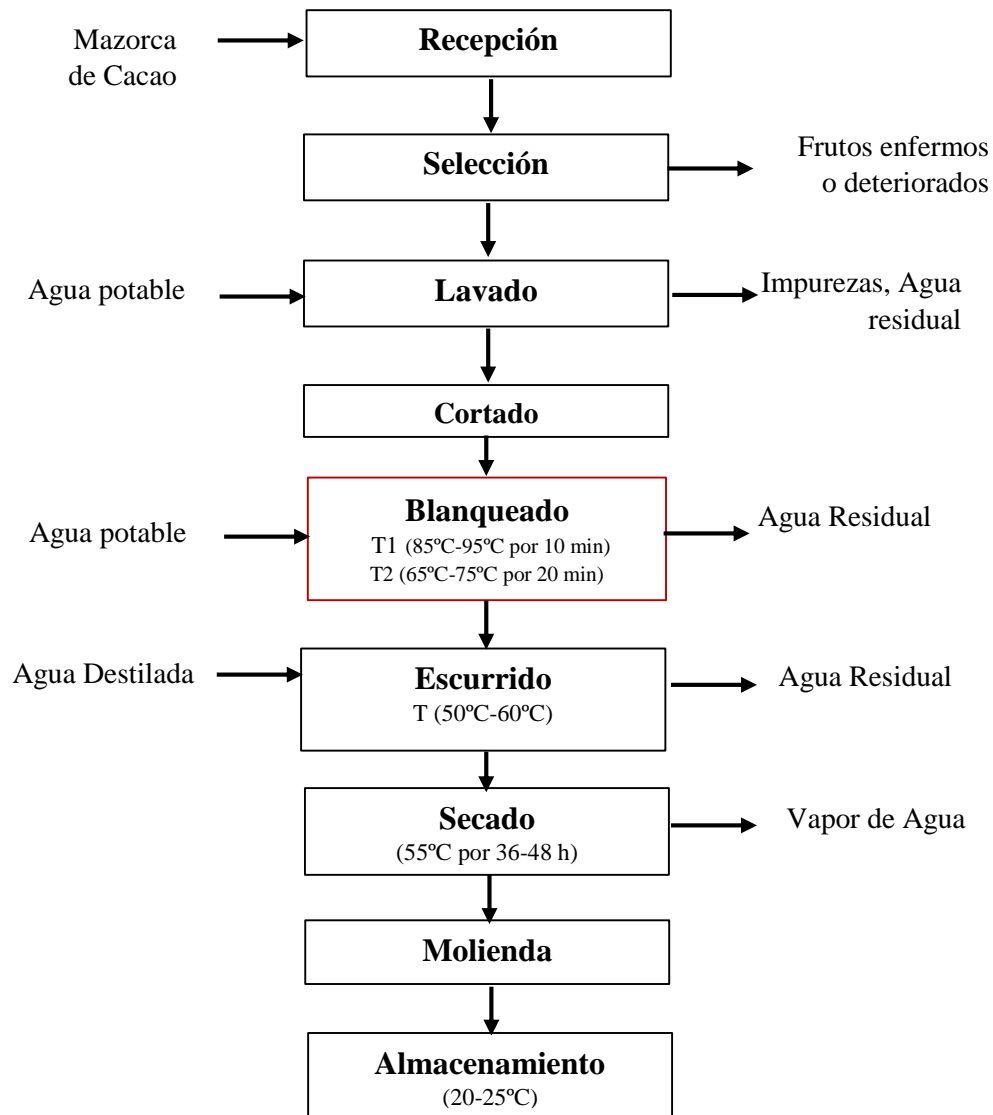 Mazorca
de Cacao
Recepción
Selección
Frutos enfermos
o deteriorados
Agua potable
Lavado
Impurezas, Agua
residual
Cortado
Agua potable
Blanqueado
T1 (85ºC-95ºC por 10 min)
T2 (65ºC-75ºC por 20 min)
Agua Residual
Agua Destilada
Escurrido
T (50ºC-60ºC)
Agua Residual
Secado
(55ºC por 36-48 h)
Vapor de Agua
Molienda
Almacenamiento
(20-25ºC)